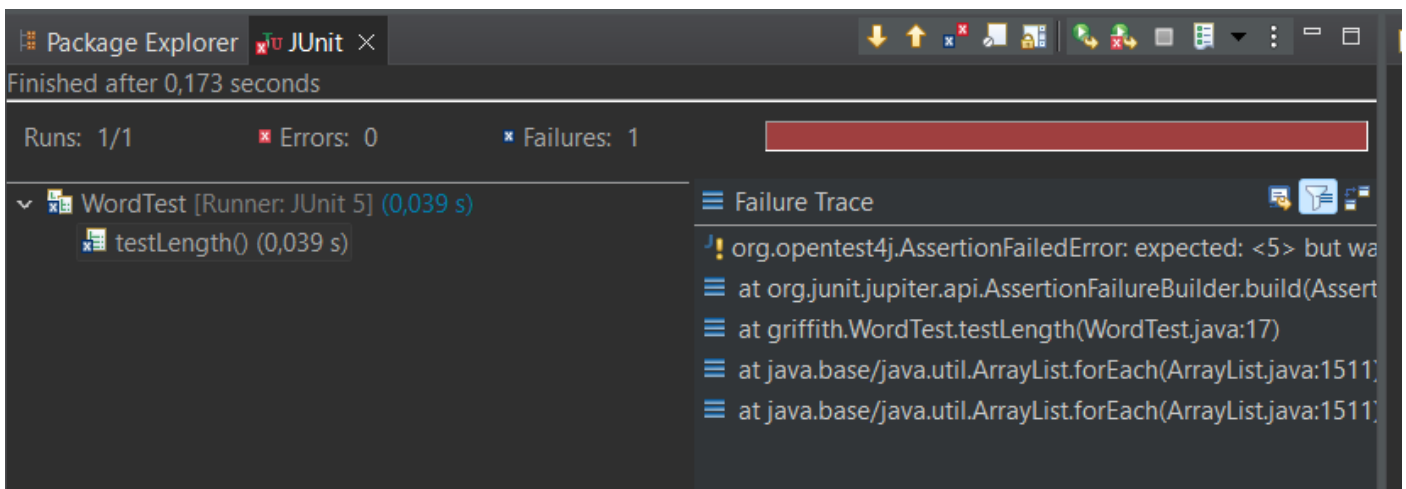 Package Explorer JUnit
Finished after 0,173 seconds
Runs: 1/1 Errors: 0 Failures: 1
WordTest [Runner: JUnit 5] (0,039 s)
testLength() (0,039 s)
Failure Trace
org.opentest4j.AssertionFailedError: expected: <5> but wa
at org.junit.jupiter.api.AssertionFailureBuilder.build(Assert
at griffith.WordTest.testLength(WordTest.java:17)
at java.base/java.util.ArrayList.forEach(ArrayList.java:1511)
at java.base/java.util.ArrayList.forEach(ArrayList.java:1511)